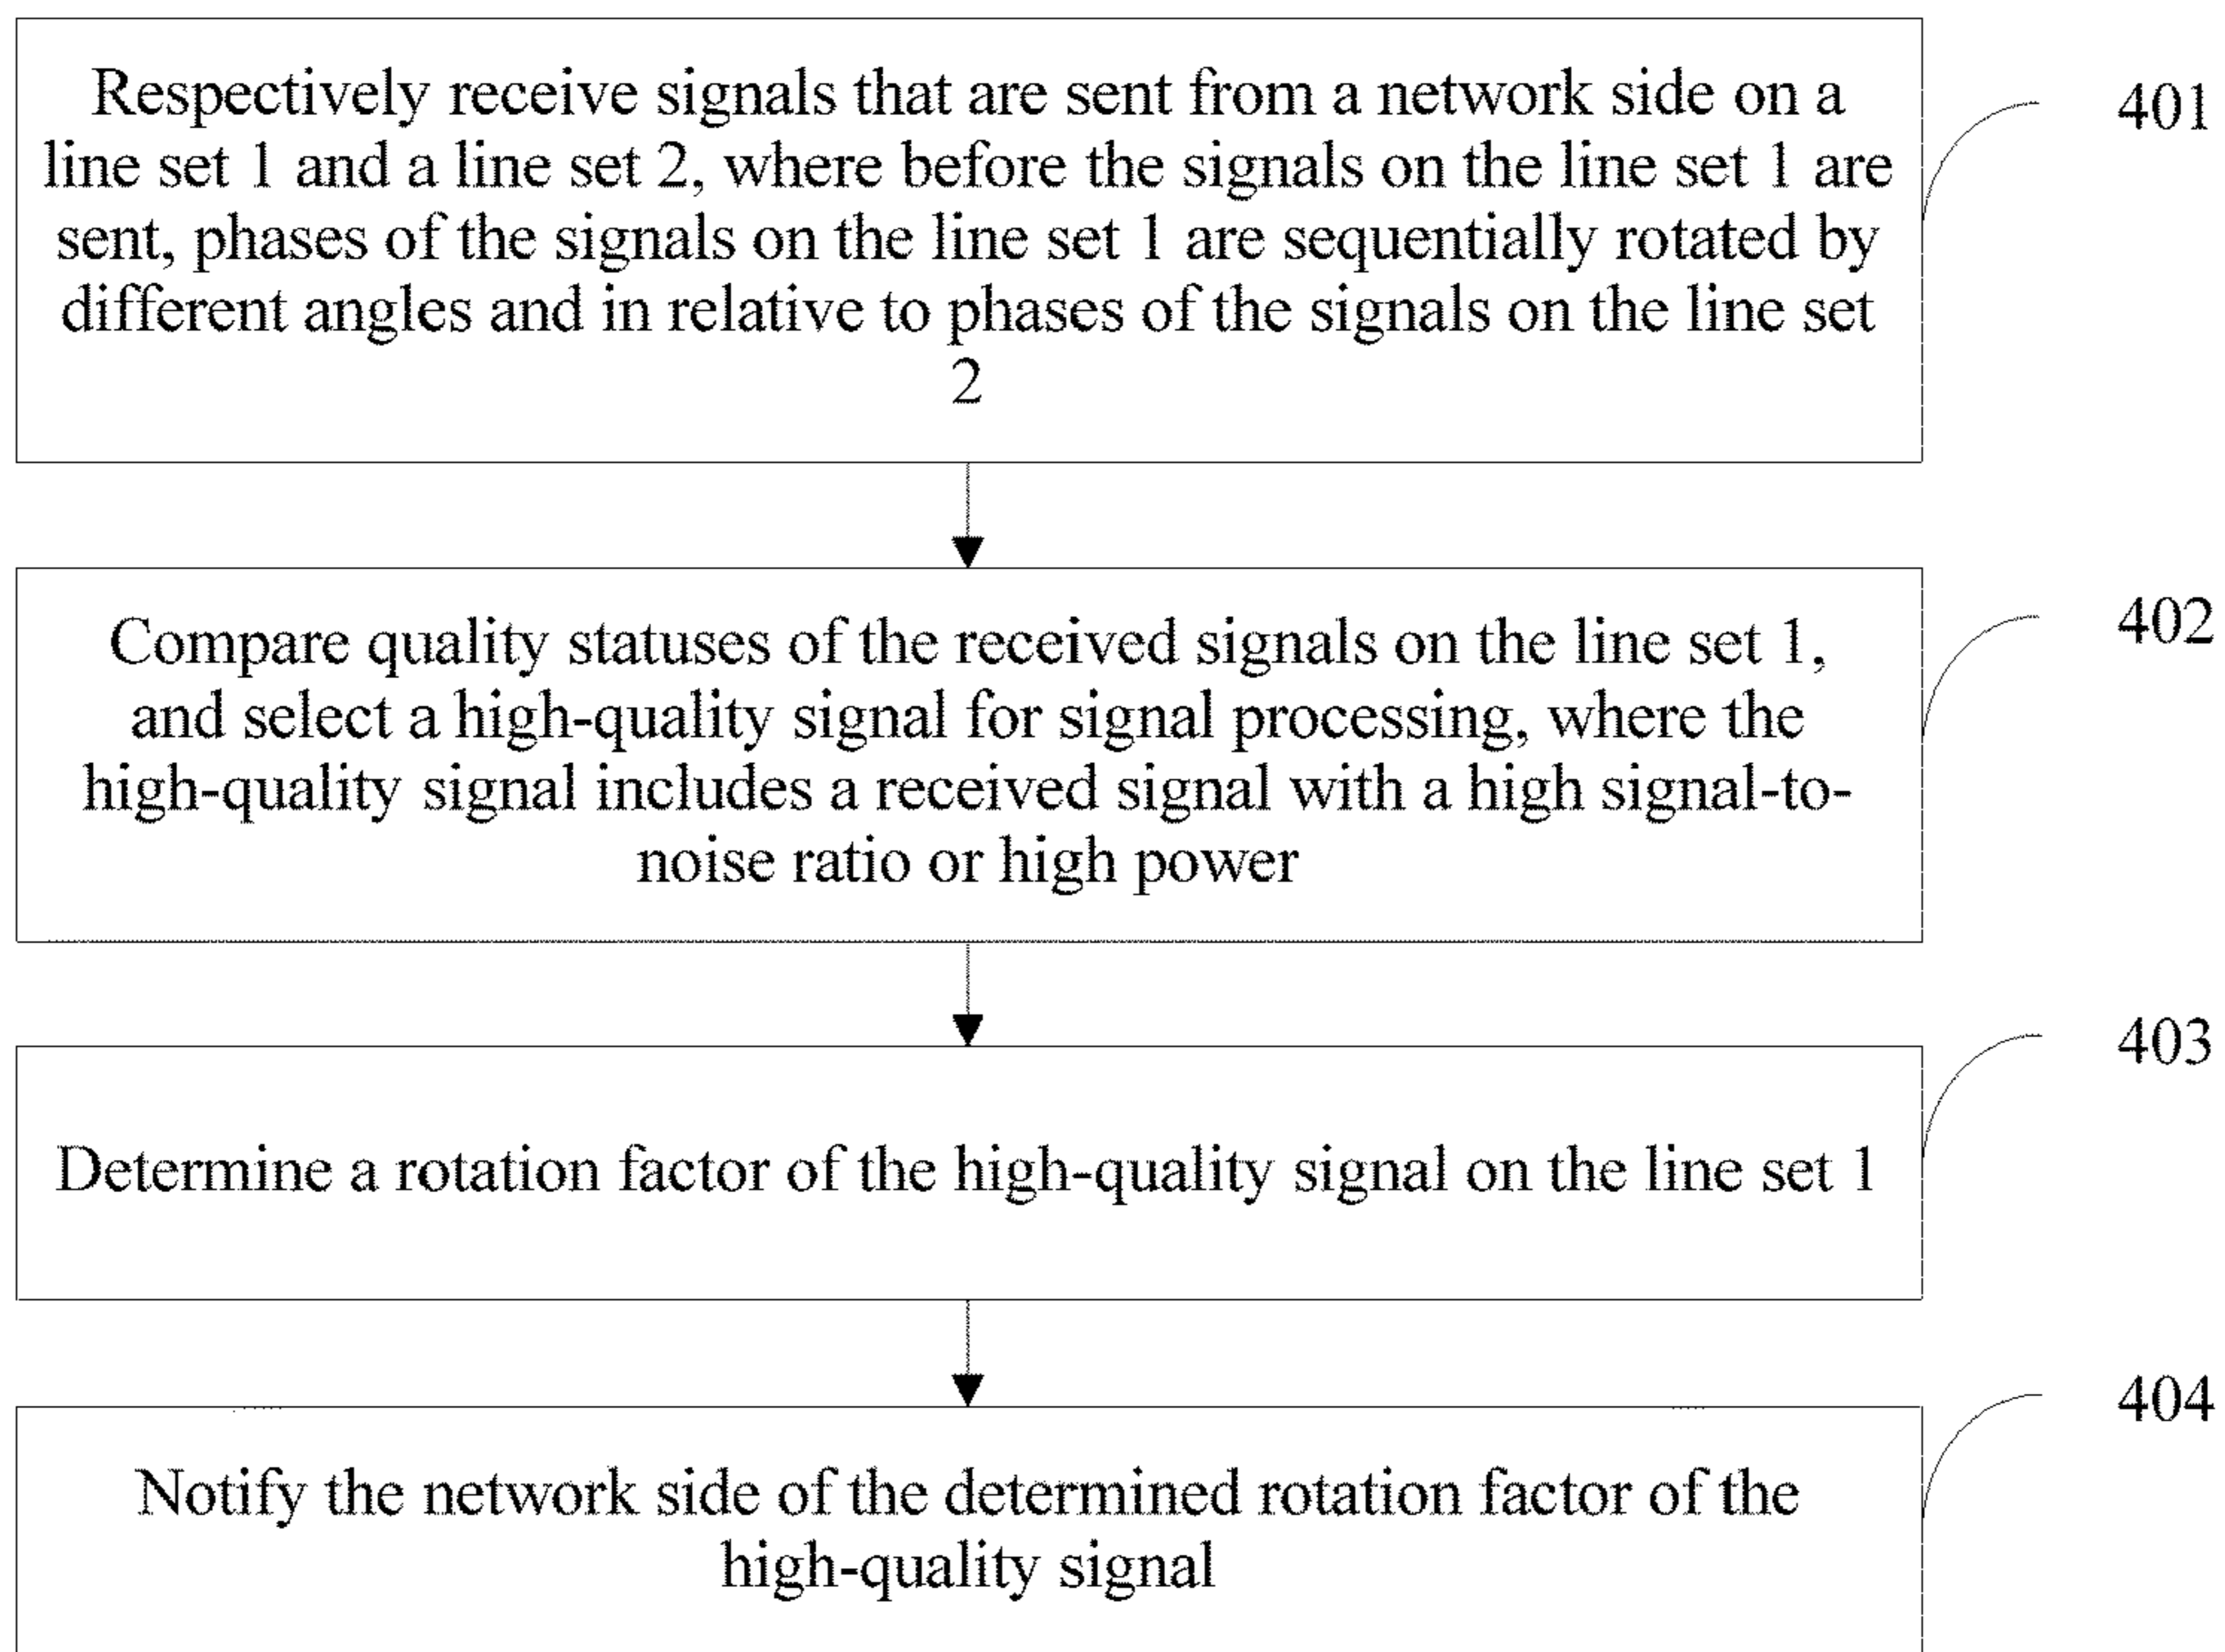 Respectively receive signals that are sent from a network side on a
line set 1 and a line set 2, where before the signals on the line set 1 are
sent, phases of the signals on the line set 1 are sequentially rotated by
different angles and in relative to phases of the signals on the line set
2
401
Compare quality statuses of the received signals on the line set 1,
and select a high-quality signal for signal processing, where the
high-quality signal includes a received signal with a high signal-to-
noise ratio or high power
402
Determine a rotation factor of the high-quality signal on the line set 1
403
Notify the network side of the determined rotation factor of the
high-quality signal
404